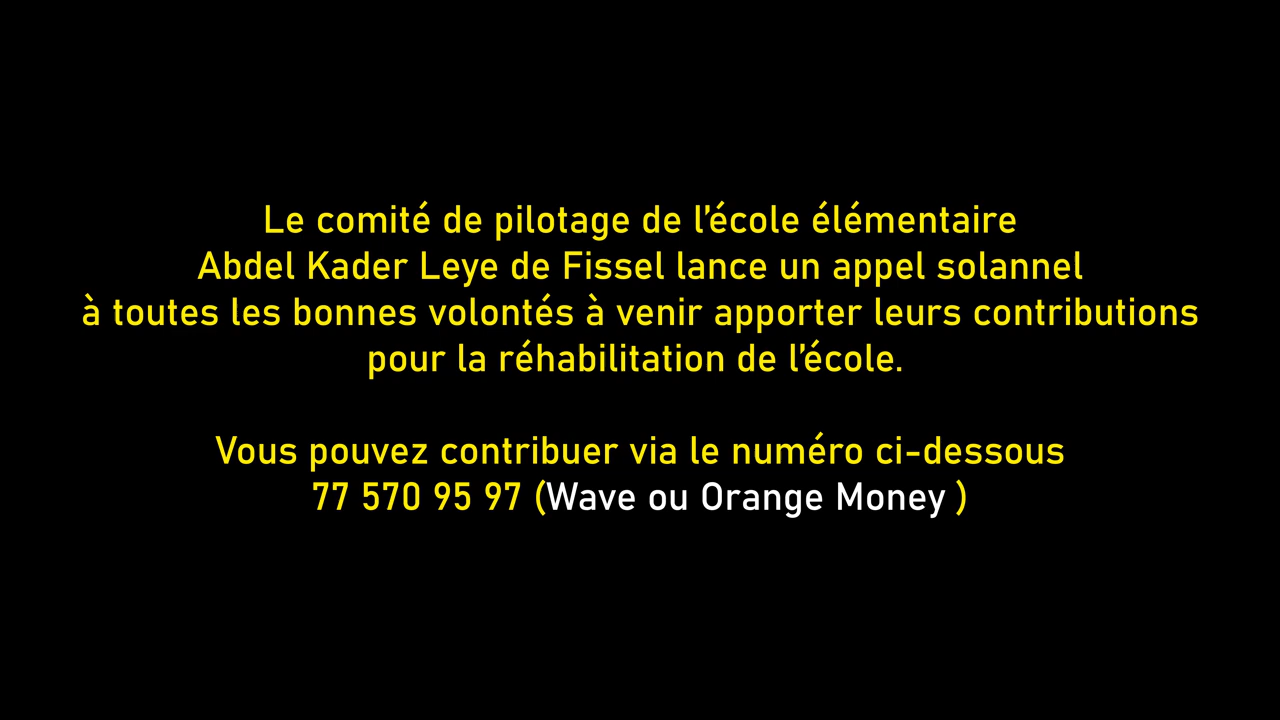 Le comité de pilotage de l’école élémentaire
Abdel Kader Leye de Fissel lance un appel solannel
à toutes les bonnes volontés à venir apporter leurs contributions
pour la réhabilitation de l’école.
Vous pouvez contribuer via le numéro ci-dessous
77 570 95 97 (Wave ou Orange Money )